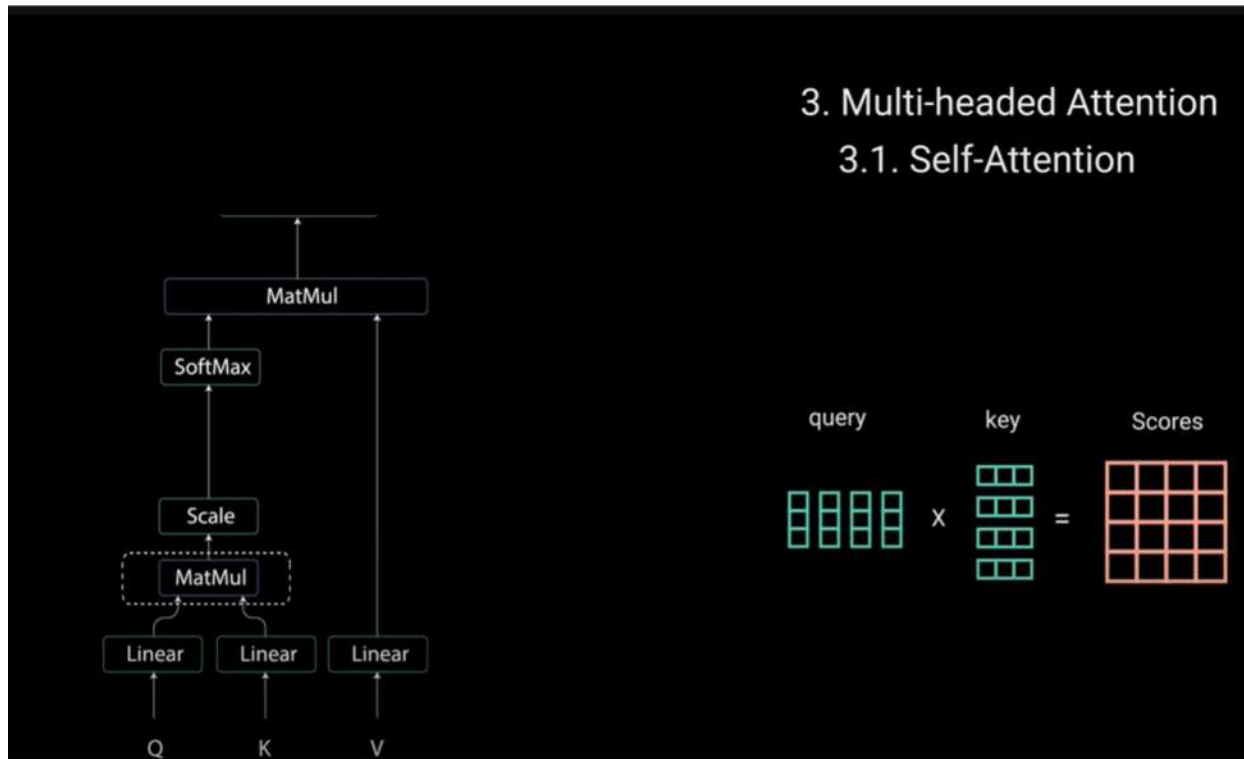 3. Multi-headed Attention
3.1. Self-Attention
MatMul
SoftMax
Scale
MatMul
Linear Linear Linear
Q K V
query key Scores
x =